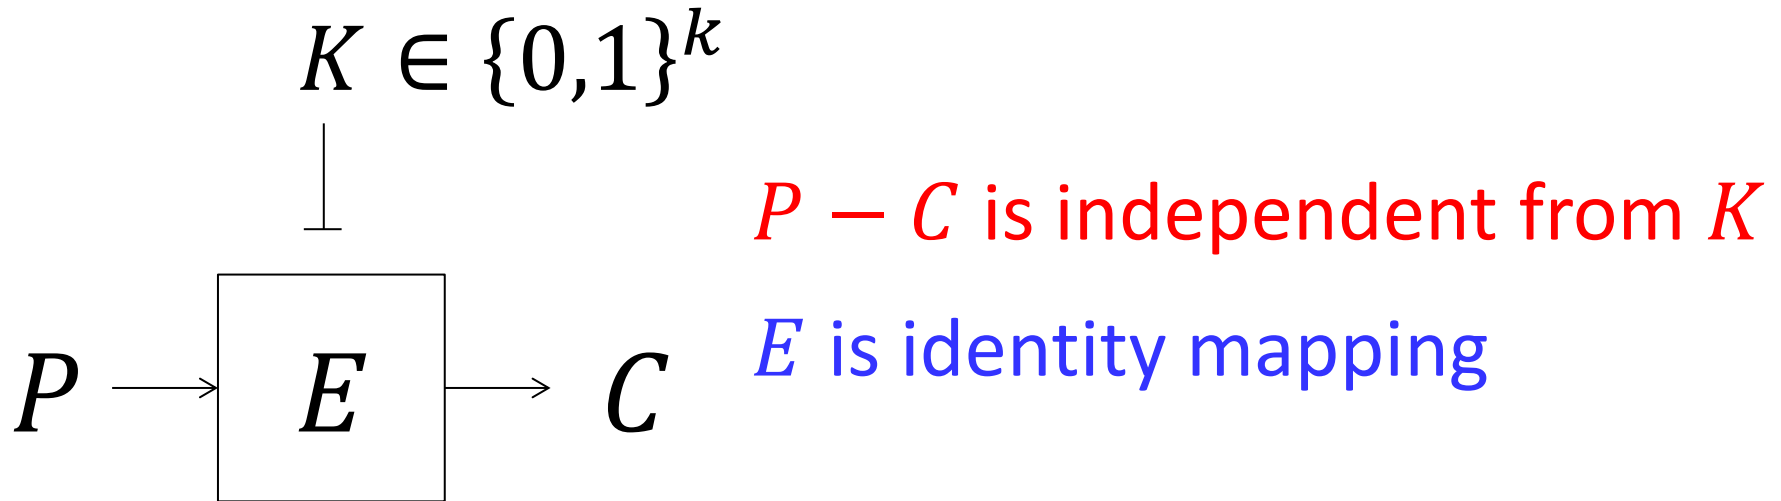 K ∈ {0,1}^k
P − C is independent from K
E is identity mapping
P E C